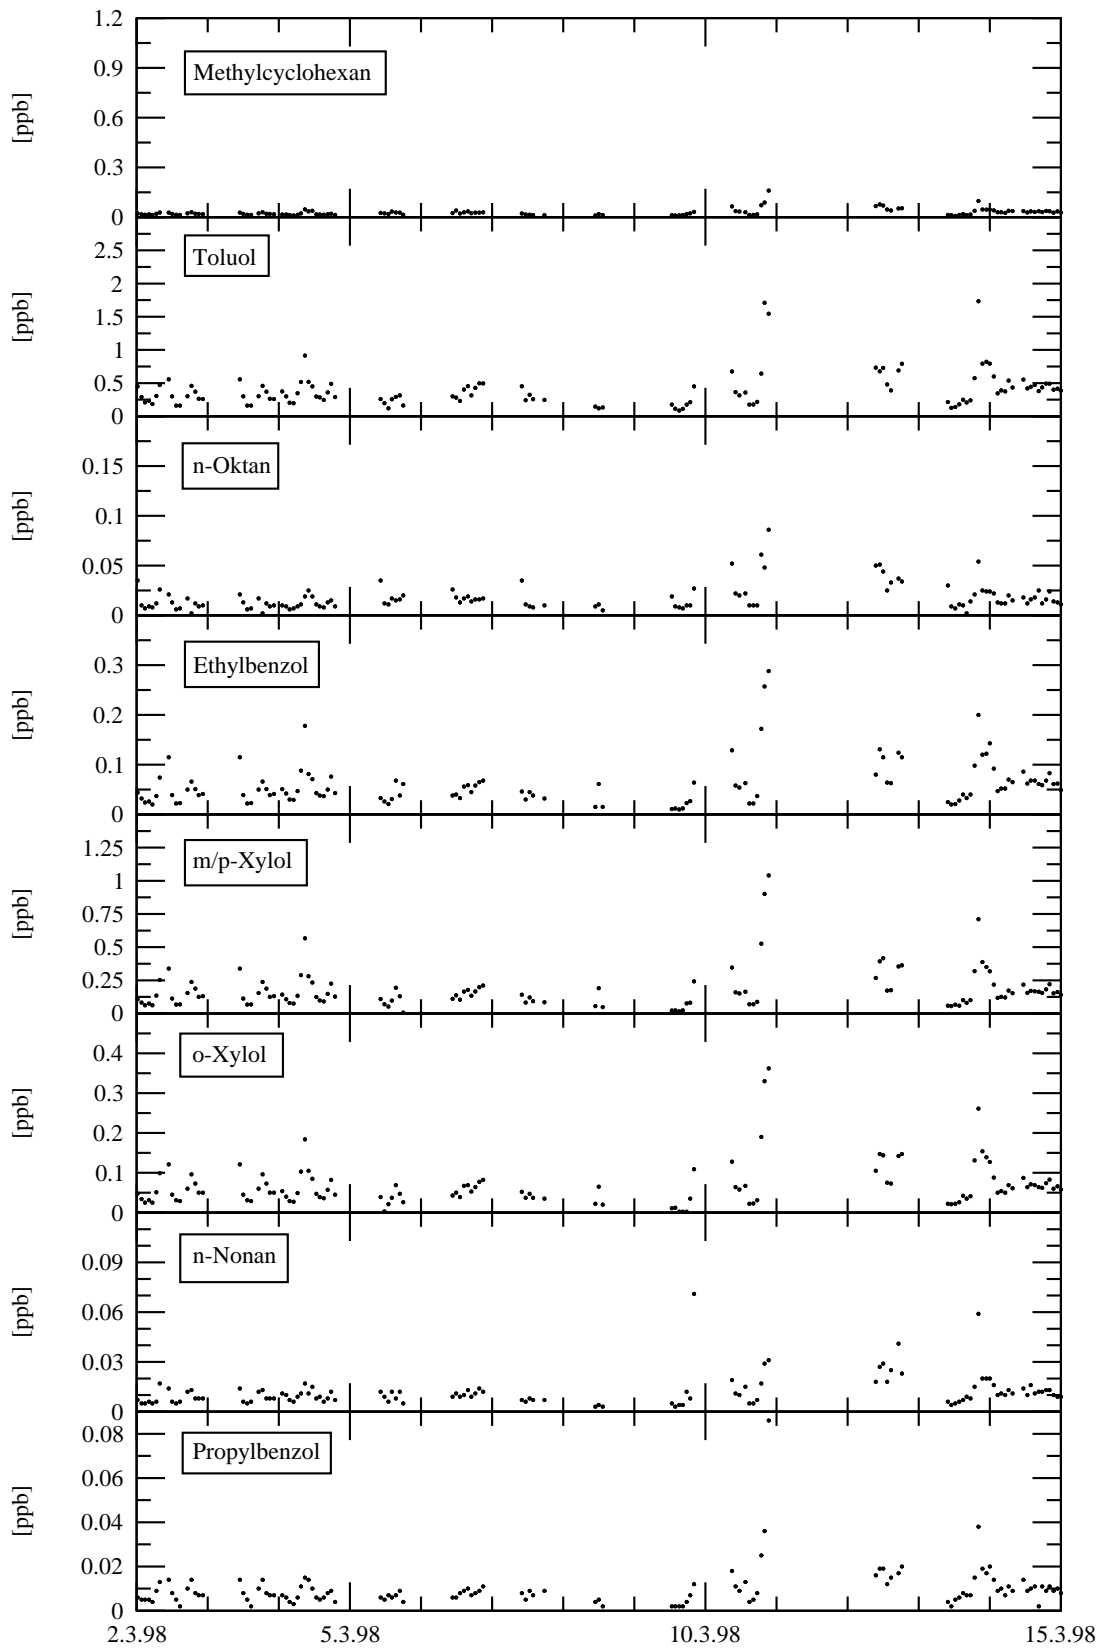 1.2
0.9
0.6
0.3
0
[ppb]
Methylcyclohexan
2.5
2
1.5
1
0.5
0
[ppb]
Toluol
0.15
0.1
0.05
0
[ppb]
n-Oktan
0.3
0.2
0.1
0
[ppb]
Ethylbenzol
1.25
1
0.75
0.5
0.25
0
[ppb]
m/p-Xylol
0.4
0.3
0.2
0.1
0
[ppb]
o-Xylol
0.09
0.06
0.03
0
[ppb]
n-Nonan
0.08
0.06
0.04
0.02
0
[ppb]
Propylbenzol
2.3.98 5.3.98 10.3.98 15.3.98